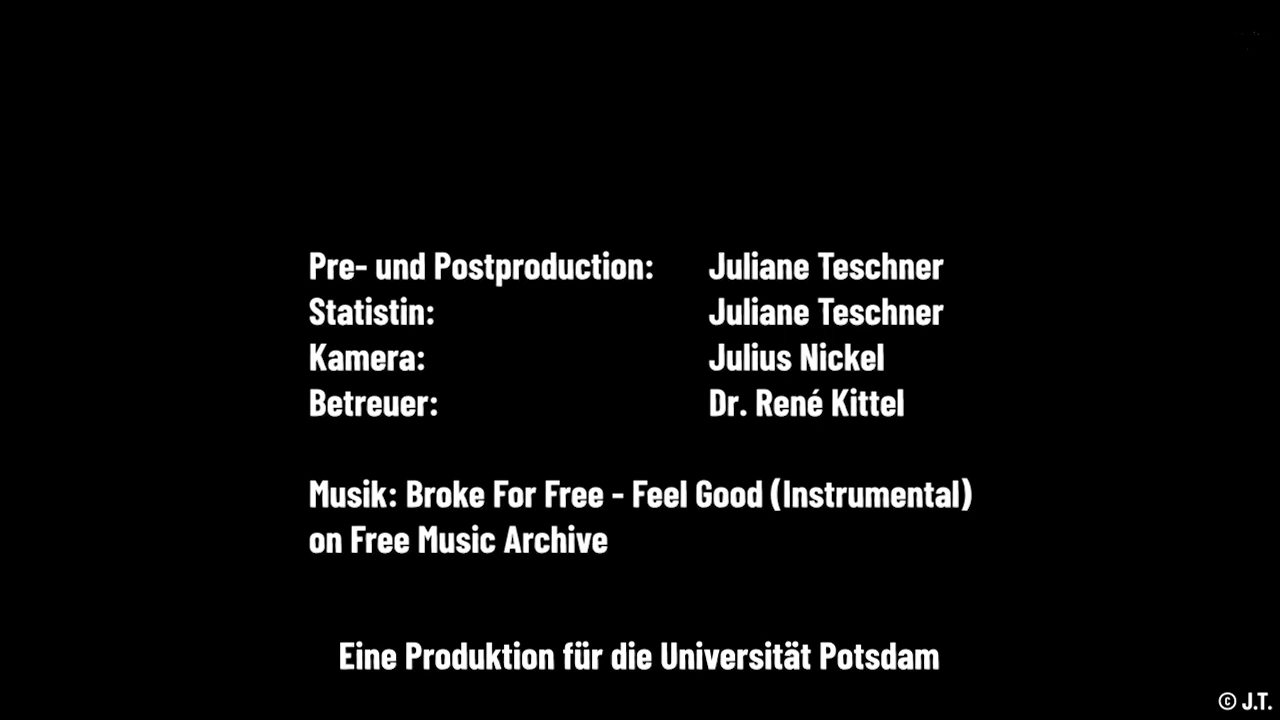 Pre- und Postproduction: Juliane Teschner
Statistin: Juliane Teschner
Kamera: Julius Nickel
Betreuer: Dr. René Kittel
Musik: Broke For Free - Feel Good (Instrumental)
on Free Music Archive
Eine Produktion für die Universität Potsdam
© J.T.